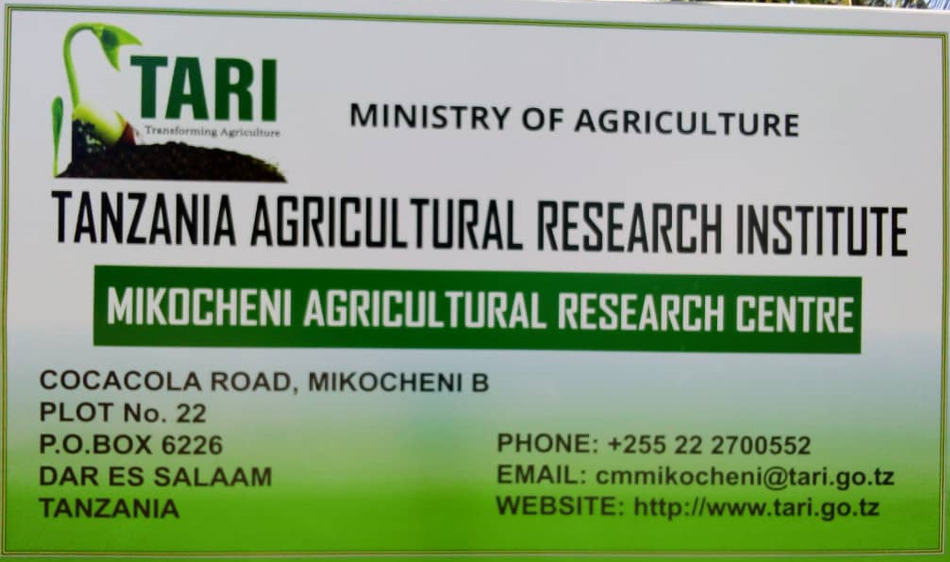 TARI
Transforming Agriculture
MINISTRY OF AGRICULTURE
TANZANIA AGRICULTURAL RESEARCH INSTITUTE
MIKOCHENI AGRICULTURAL RESEARCH CENTRE
COCACOLA ROAD, MIKOCHENI B
PLOT No. 22
P.O.BOX 6226
DAR ES SALAAM
TANZANIA
PHONE: +255 22 2700552
EMAIL: cmmikocheni@tari.go.tz
WEBSITE: http://www.tari.go.tz